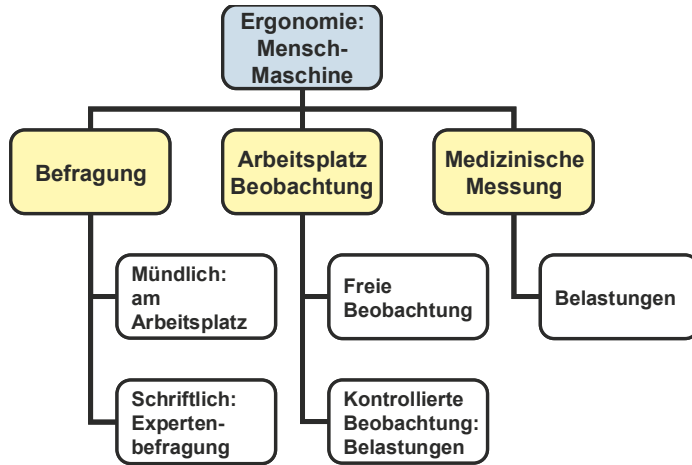 Ergonomie:
Mensch-
Maschine
Befragung
Arbeitsplatz
Beobachtung
Medizinische
Messung
Mündlich:
am
Arbeitsplatz
Freie
Beobachtung
Belastungen
Schriftlich:
Experten-
befragung
Kontrollierte
Beobachtung:
Belastungen